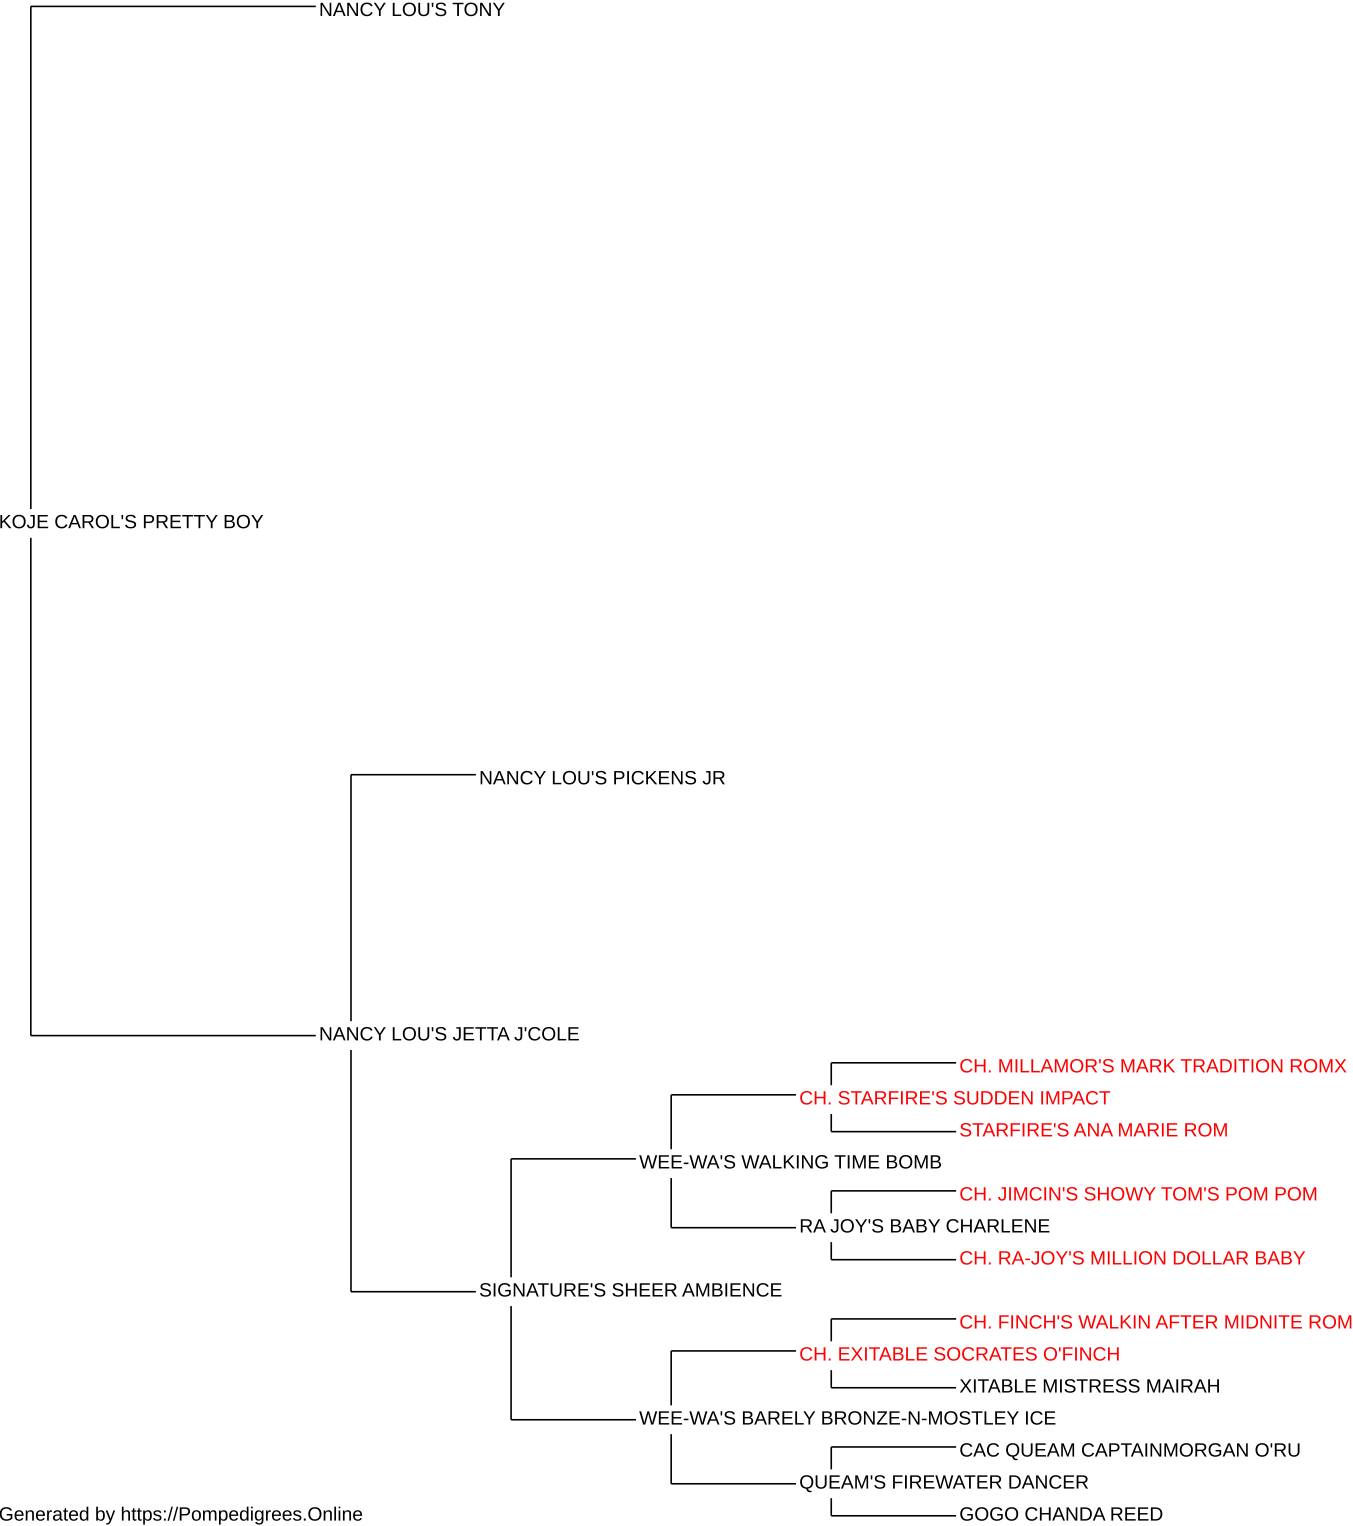 NANCY LOU'S TONY
KOJE CAROL'S PRETTY BOY
NANCY LOU'S PICKENS JR
NANCY LOU'S JETTA J'COLE
CH. MILLAMOR'S MARK TRADITION ROMX
CH. STARFIRE'S SUDDEN IMPACT
STARFIRE'S ANA MARIE ROM
WEE-WA'S WALKING TIME BOMB
CH. JIMCIN'S SHOWY TOM'S POM POM
RA JOY'S BABY CHARLENE
CH. RA-JOY'S MILLION DOLLAR BABY
SIGNATURE'S SHEER AMBIENCE
CH. FINCH'S WALKIN AFTER MIDNITE ROM
CH. EXITABLE SOCRATES O'FINCH
XITABLE MISTRESS MAIRAH
WEE-WA'S BARELY BRONZE-N-MOSTLEY ICE
CAC QUEAM CAPTAINMORGAN O'RU
QUEAM'S FIREWATER DANCER
GOGO CHANDA REED
Generated by https://Pompedigrees.Online